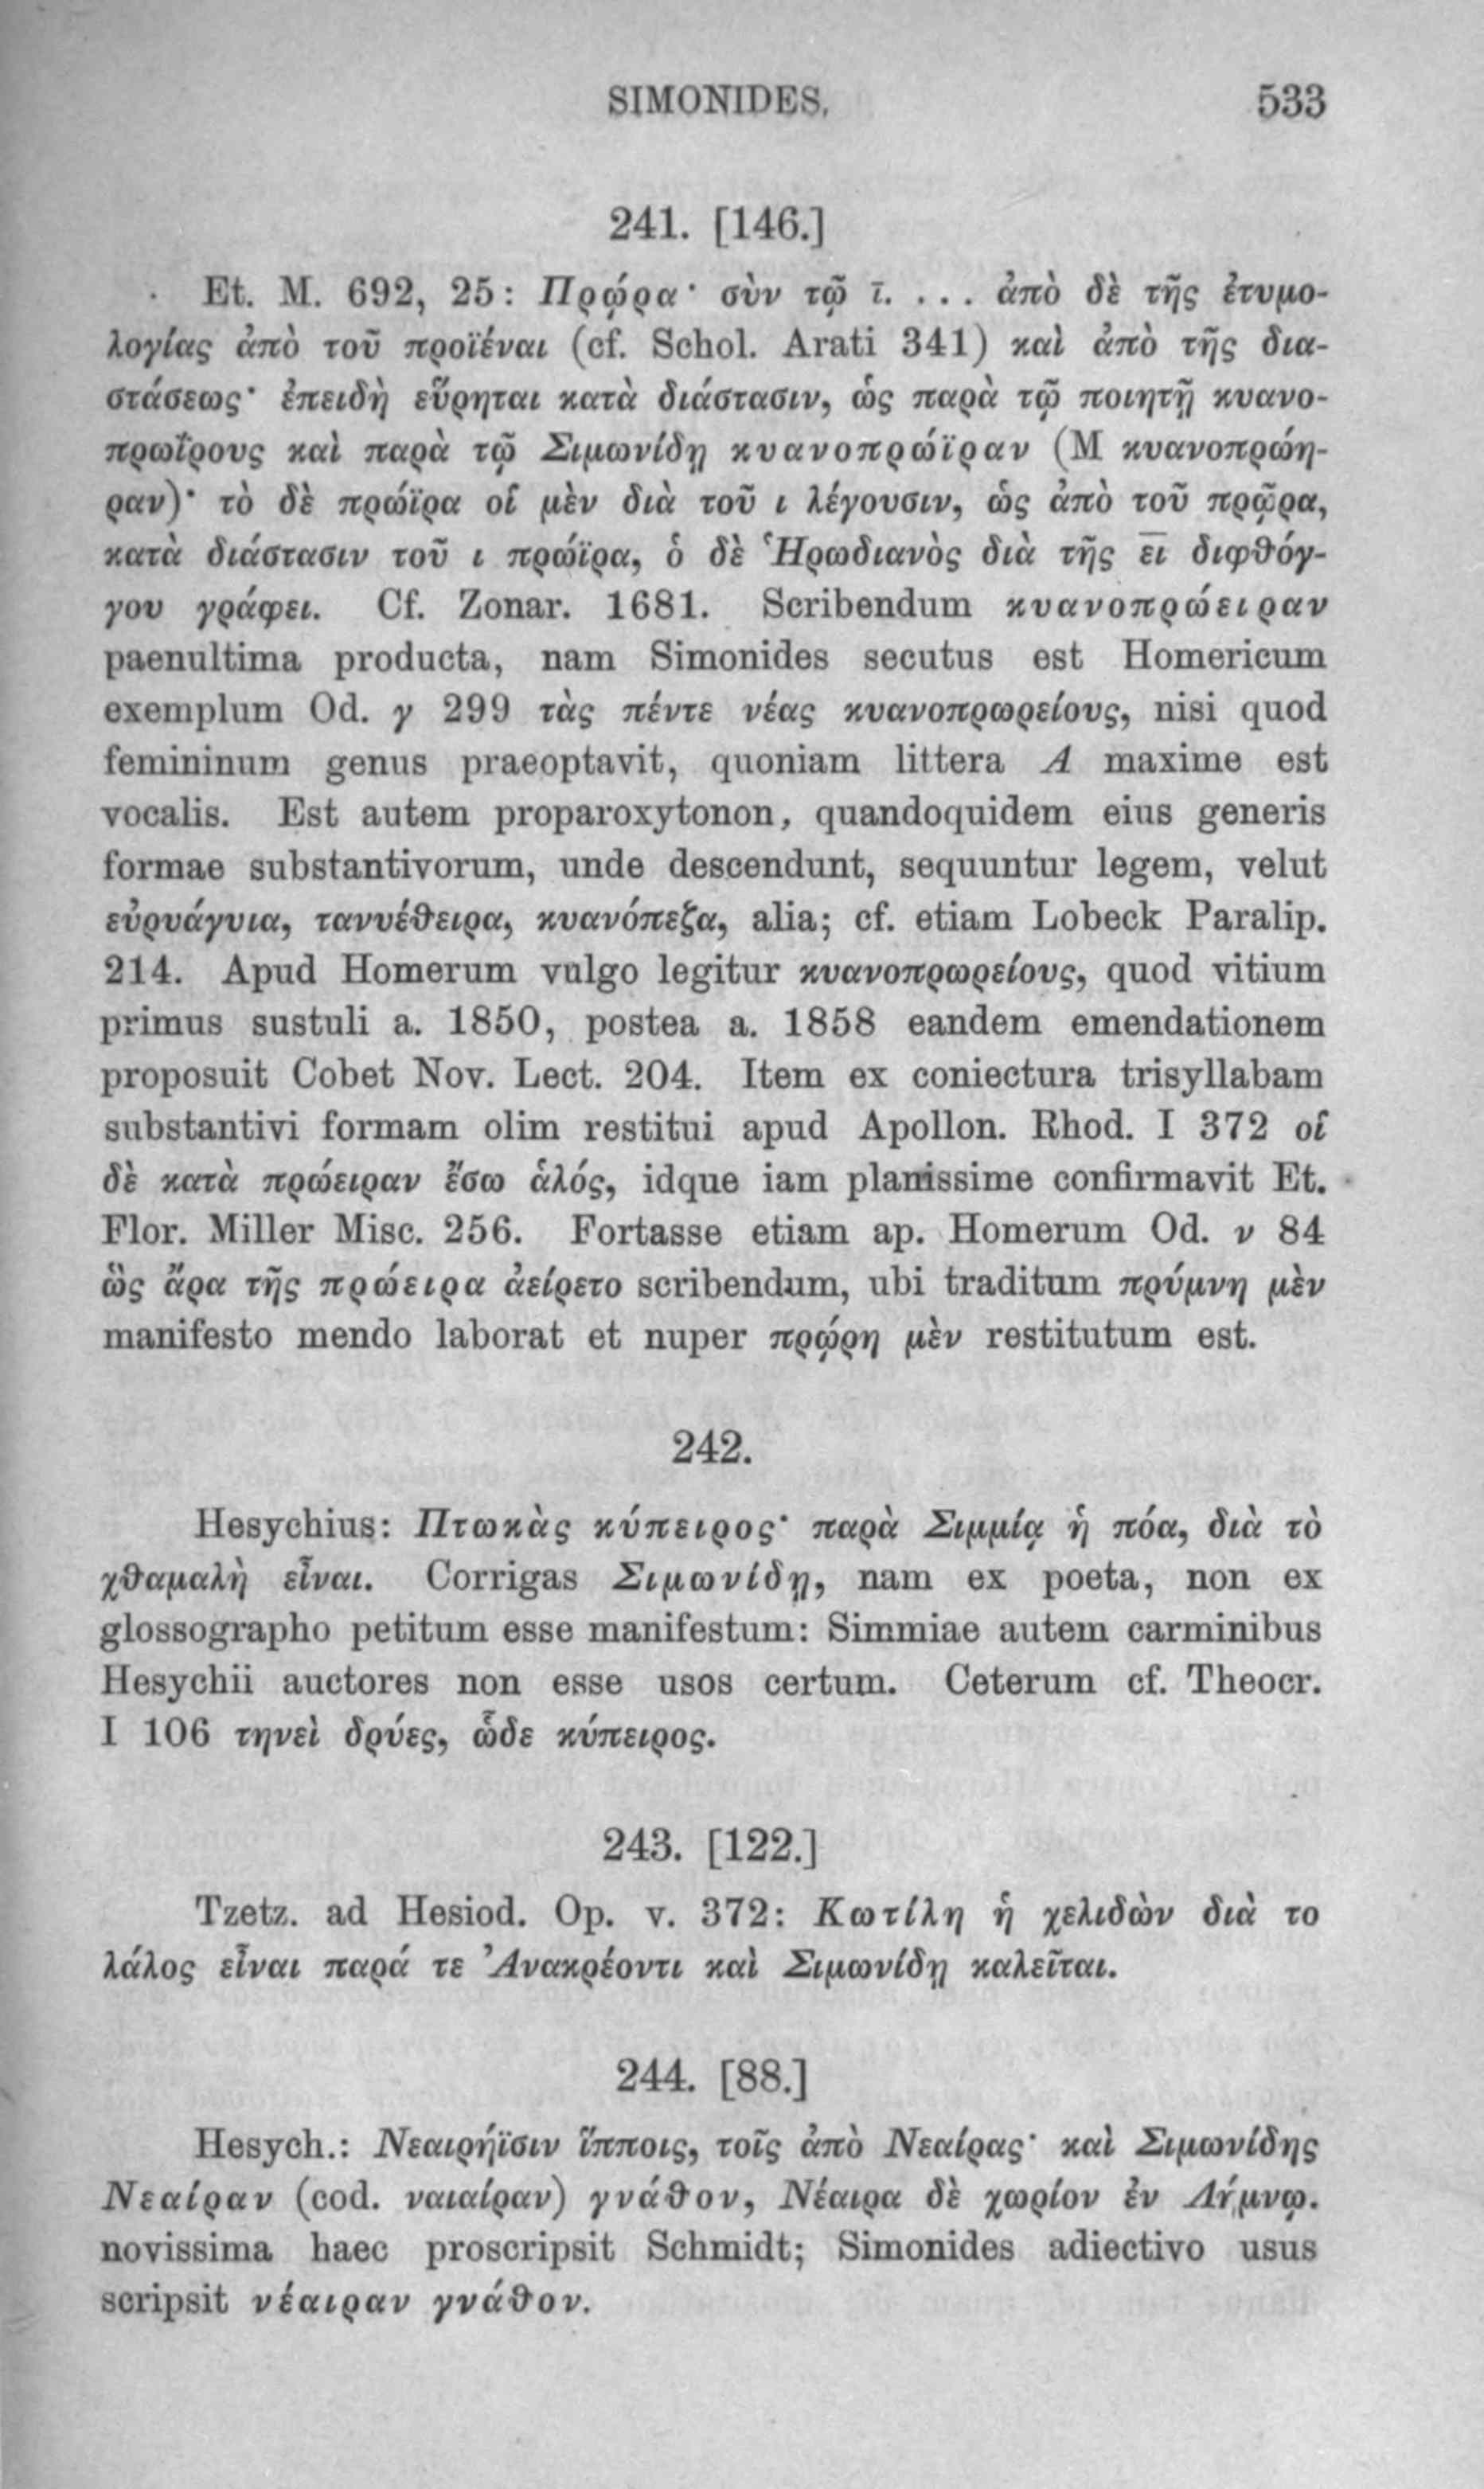 SIMONIDES.
533
241. [146.]
Et. M. 692, 25: Πρῴρα· σὺν τῷ ῑ. ... ἀπὸ δὲ τῆς ἐτυμο-
λογίας ἀπὸ τοῦ προϊέναι (cf. Schol. Arati 341) καὶ ἀπὸ τῆς δια-
στάσεως· ἐπειδὴ εὕρηται κατὰ διάστασιν, ὡς παρὰ τῷ ποιητῇ κυανο-
πρωΐρους καὶ παρὰ τῷ Σιμωνίδῃ κυανοπρώϊραν (M κυανοπρώη-
ραν)· τὸ δὲ πρώϊρα οἱ μὲν διὰ τοῦ ι λέγουσιν, ὡς ἀπὸ τοῦ πρῷρα,
κατὰ διάστασιν τοῦ ι πρώϊρα, ὁ δὲ Ἡρωδιανὸς διὰ τῆς ε̅ι̅ διφθόγ-
γου γράφει. Cf. Zonar. 1681. Scribendum κυανοπρώειραν
paenultima producta, nam Simonides secutus est Homericum
exemplum Od. γ 299 τὰς πέντε νέας κυανοπρωρείους, nisi quod
femininum genus praeoptavit, quoniam littera A maxime est
vocalis. Est autem proparoxytonon, quandoquidem eius generis
formae substantivorum, unde descendunt, sequuntur legem, velut
εὐρυάγυια, τανυέθειρα, κυανόπεζα, alia; cf. etiam Lobeck Paralip.
214. Apud Homerum vulgo legitur κυανοπρωρείους, quod vitium
primus sustuli a. 1850, postea a. 1858 eandem emendationem
proposuit Cobet Nov. Lect. 204. Item ex coniectura trisyllabam
substantivi formam olim restitui apud Apollon. Rhod. I 372 οἱ
δὲ κατὰ πρώειραν ἔσω ἁλός, idque iam planissime confirmavit Et.
Flor. Miller Misc. 256. Fortasse etiam ap. Homerum Od. ν 84
ὣς ἄρα τῆς πρώειρα ἀείρετο scribendum, ubi traditum πρύμνη μὲν
manifesto mendo laborat et nuper πρῴρη μὲν restitutum est.
242.
Hesychius: Πτωκὰς κύπειρος· παρὰ Σιμμίᾳ ἡ πόα, διὰ τὸ
χθαμαλὴ εἶναι. Corrigas Σιμωνίδῃ, nam ex poeta, non ex
glossographo petitum esse manifestum: Simmiae autem carminibus
Hesychii auctores non esse usos certum. Ceterum cf. Theocr.
I 106 τηνεὶ δρύες, ὧδε κύπειρος.
243. [122.]
Tzetz. ad Hesiod. Op. v. 372: Κωτίλη ἡ χελιδὼν διὰ το
λάλος εἶναι παρά τε Ἀνακρέοντι καὶ Σιμωνίδῃ καλεῖται.
244. [88.]
Hesych.: Νεαιρήϊσιν ἵπποις, τοῖς ἀπὸ Νεαίρας· καὶ Σιμωνίδης
Νεαίραν (cod. ναιαίραν) γνάθον, Νέαιρα δὲ χωρίον ἐν Λήμνῳ.
novissima haec proscripsit Schmidt; Simonides adiectivo usus
scripsit νέαιραν γνάθον.